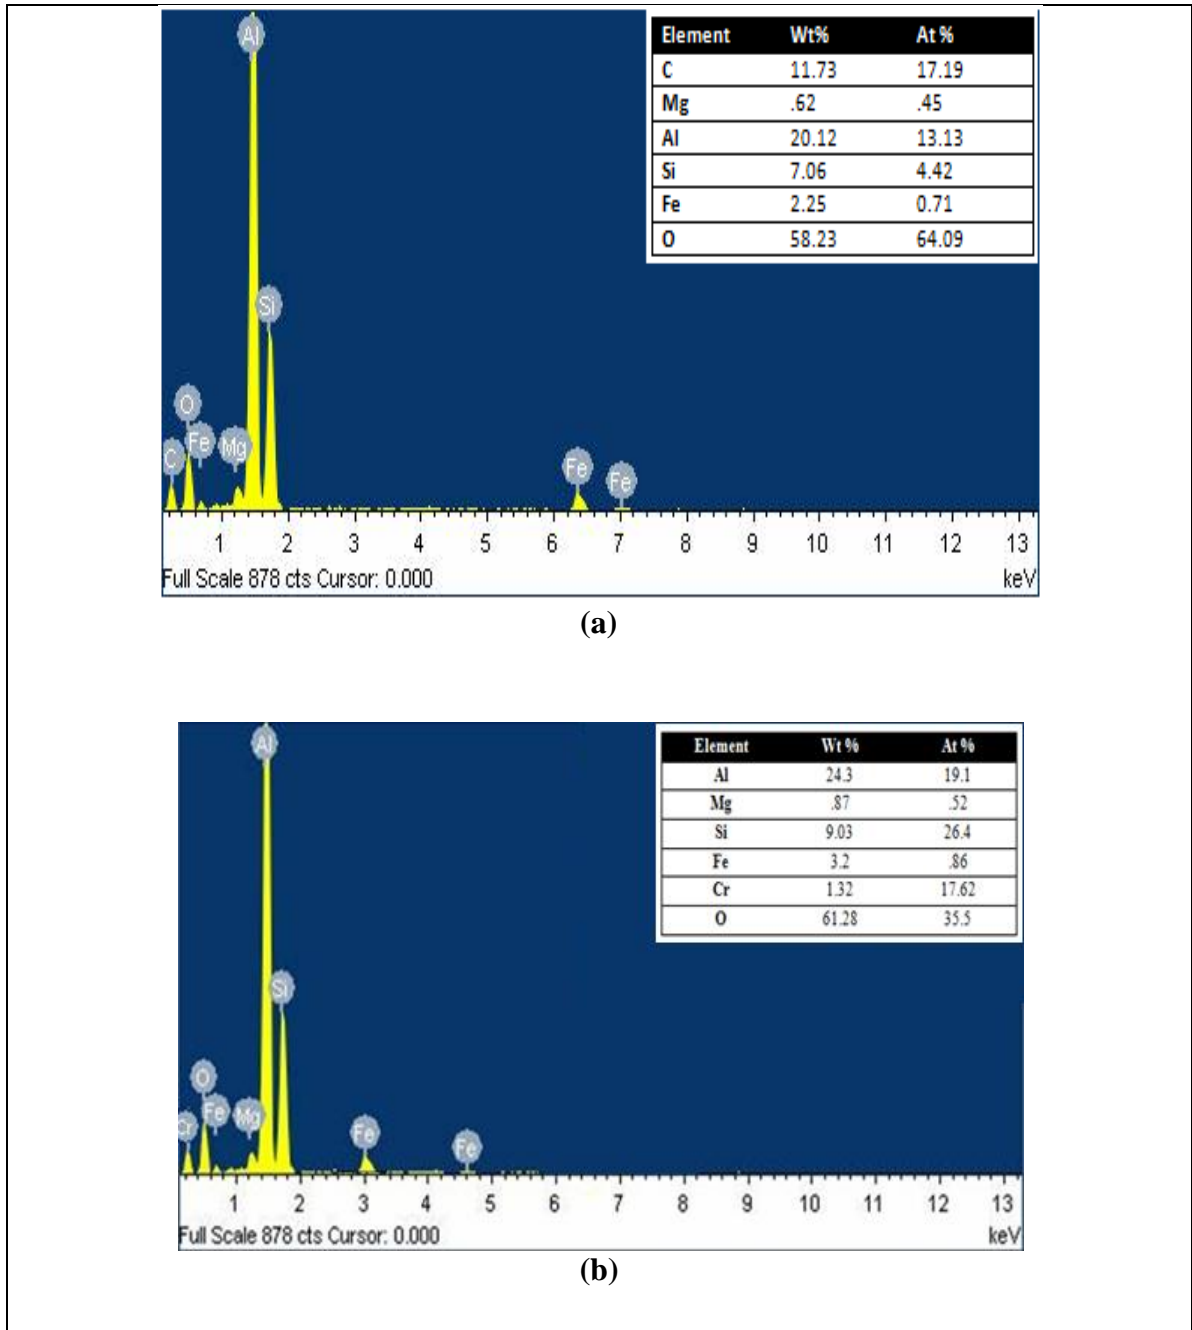 Element Wt% At %
C 11.73 17.19
Mg .62 .45
Al 20.12 13.13
Si 7.06 4.42
Fe 2.25 0.71
O 58.23 64.09
Al
Si
O
Fe
Mg
C
Fe
Fe
1 2 3 4 5 6 7 8 9 10 11 12 13
Full Scale 878 cts Cursor: 0.000 keV
(a)
Element Wt % At %
Al 24.3 19.1
Mg .87 .52
Si 9.03 26.4
Fe 3.2 .86
Cr 1.32 17.62
O 61.28 35.5
Al
Si
O
Fe
Mg
Cr
Fe
Fe
1 2 3 4 5 6 7 8 9 10 11 12 13
Full Scale 878 cts Cursor: 0.000 keV
(b)